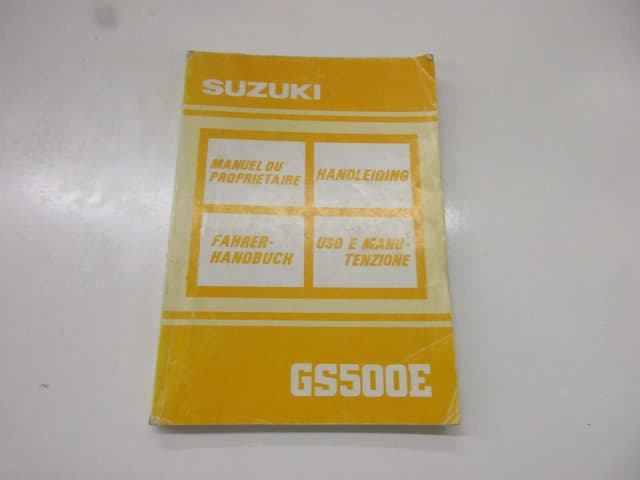 SUZUKI
MANUEL DU
PROPRIETAIRE
HANDLEIDING
FAHRER-
HANDBUCH
USO E MANU-
TENZIONE
GS500E